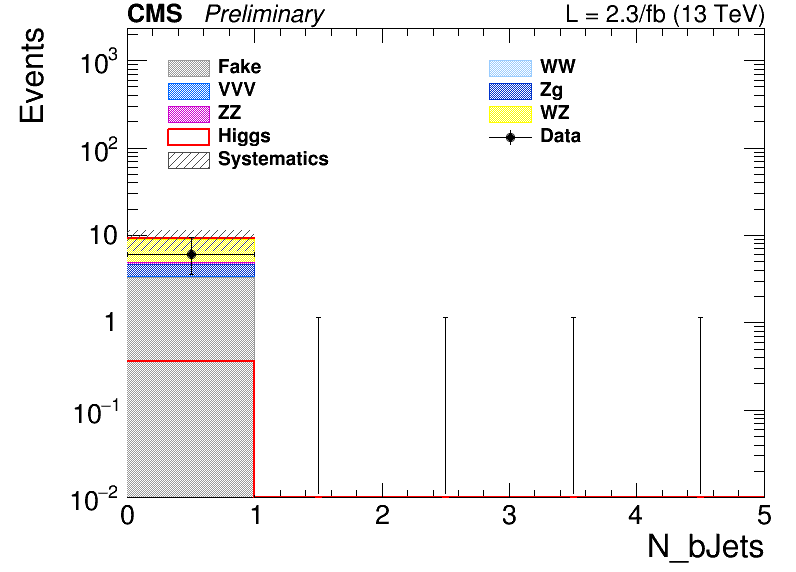 CMS Preliminary L = 2.3/fb (13 TeV)
Events
Fake
VVV
ZZ
Higgs
Systematics
WW
Zg
WZ
Data
10³
10²
10
1
10⁻¹
10⁻²
0 1 2 3 4 5
N_bJets